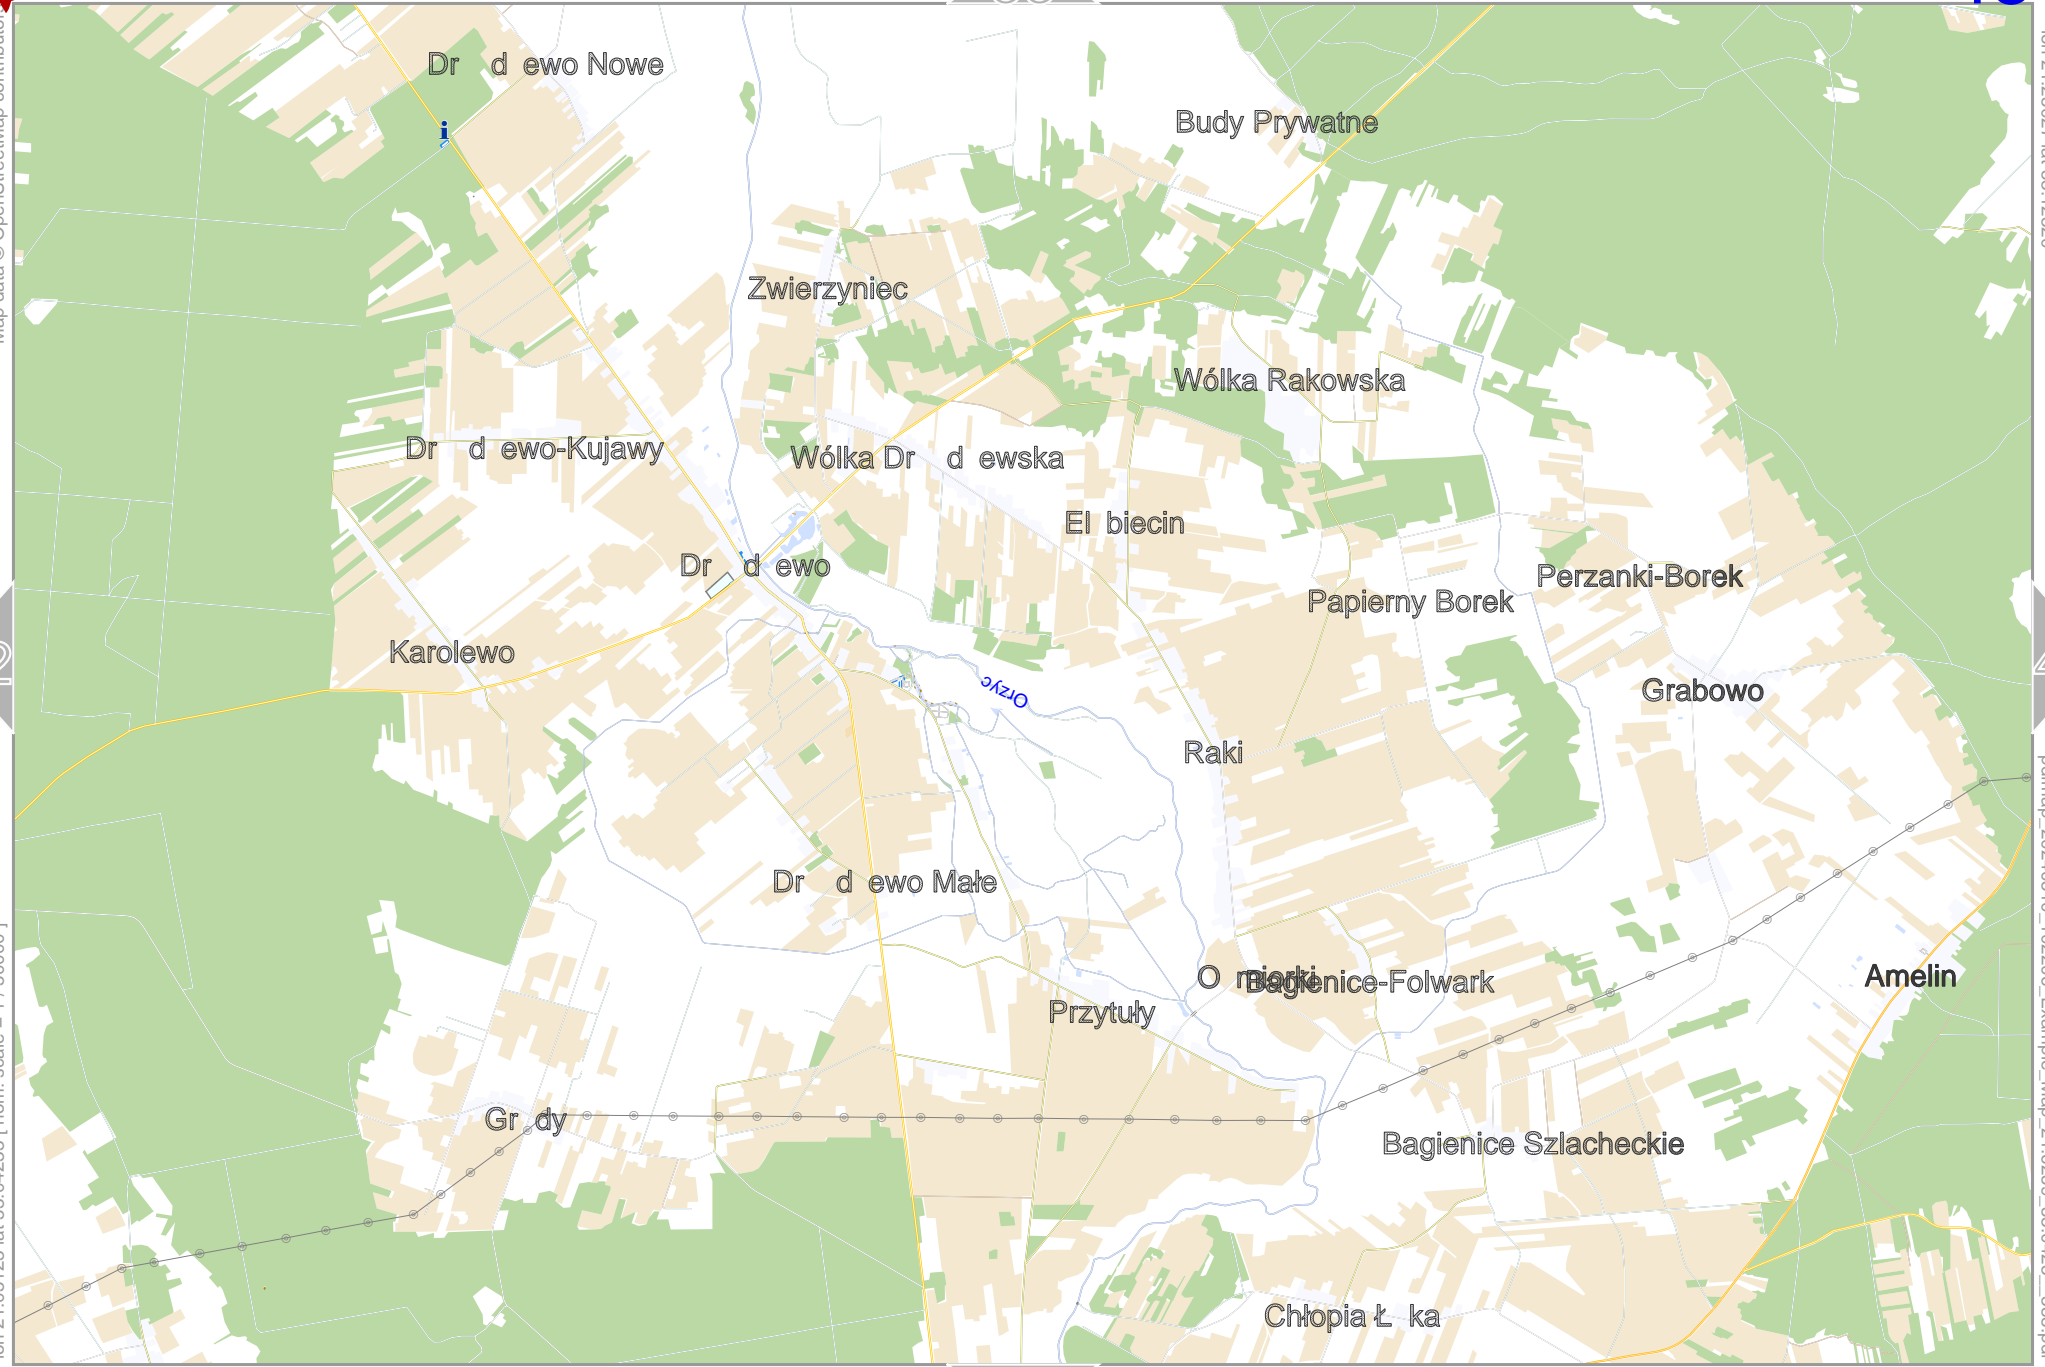 Dr d ewo Nowe
i
Budy Prywatne
Zwierzyniec
Wólka Rakowska
Dr d ewo-Kujawy
Wólka Dr d ewska
El biecin
Dr d ewo
Perzanki-Borek
Papierny Borek
Karolewo
Orzyc
Grabowo
Raki
Dr d ewo Małe
O miorki
Bagienice-Folwark
Amelin
Przytuły
Gr dy
Bagienice Szlacheckie
Chłopia Ł ka